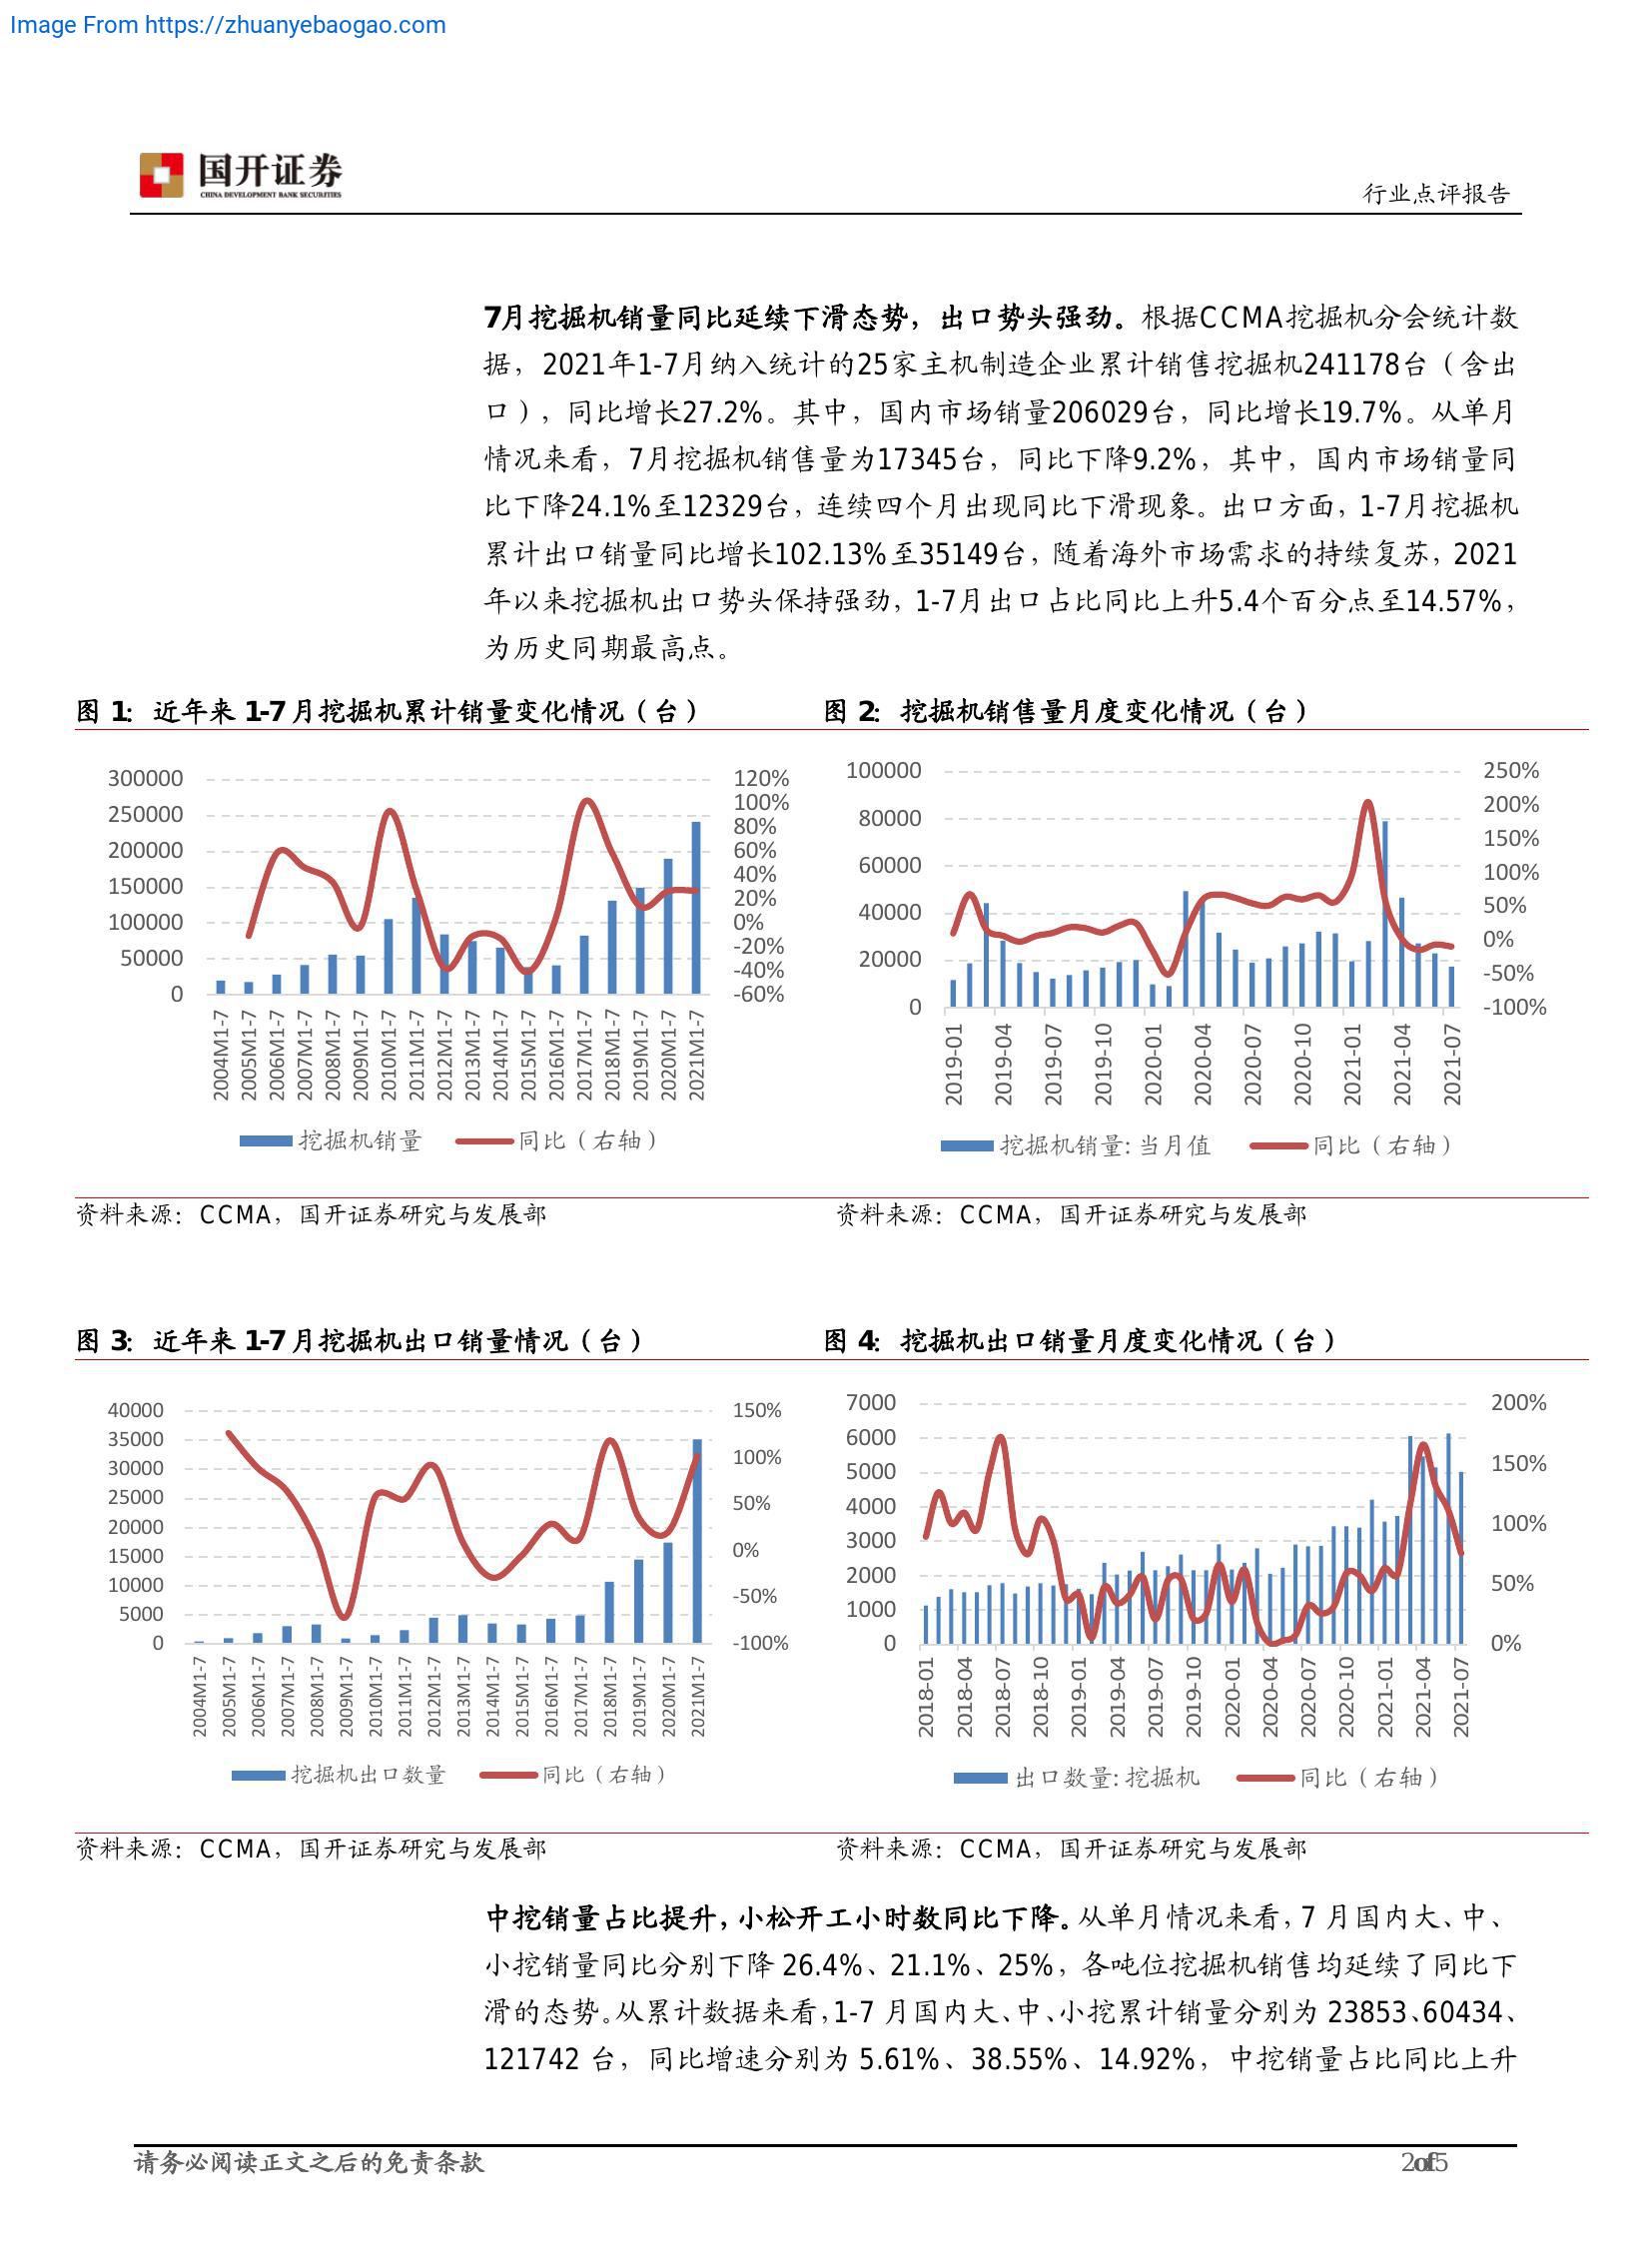 Image From https://zhuanyebaogao.com
国开证券
CHINA DEVELOPMENT BANK SECURITIES
行业点评报告
7月挖掘机销量同比延续下滑态势，出口势头强劲。根据CCMA挖掘机分会统计数
据，2021年1-7月纳入统计的25家主机制造企业累计销售挖掘机241178台（含出
口），同比增长27.2%。其中，国内市场销量206029台，同比增长19.7%。从单月
情况来看，7月挖掘机销售量为17345台，同比下降9.2%，其中，国内市场销量同
比下降24.1%至12329台，连续四个月出现同比下滑现象。出口方面，1-7月挖掘机
累计出口销量同比增长102.13%至35149台，随着海外市场需求的持续复苏，2021
年以来挖掘机出口势头保持强劲，1-7月出口占比同比上升5.4个百分点至14.57%，
为历史同期最高点。
图 1: 近年来 1-7 月挖掘机累计销量变化情况（台）
300000
250000
200000
150000
100000
50000
0
120%
100%
80%
60%
40%
20%
0%
-20%
-40%
-60%
2004M1-7
2005M1-7
2006M1-7
2007M1-7
2008M1-7
2009M1-7
2010M1-7
2011M1-7
2012M1-7
2013M1-7
2014M1-7
2015M1-7
2016M1-7
2017M1-7
2018M1-7
2019M1-7
2020M1-7
2021M1-7
挖掘机销量 同比（右轴）
资料来源：CCMA，国开证券研究与发展部
图 2: 挖掘机销售量月度变化情况（台）
100000
80000
60000
40000
20000
0
250%
200%
150%
100%
50%
0%
-50%
-100%
2019-01
2019-04
2019-07
2019-10
2020-01
2020-04
2020-07
2020-10
2021-01
2021-04
2021-07
挖掘机销量: 当月值 同比（右轴）
资料来源：CCMA，国开证券研究与发展部
图 3: 近年来 1-7 月挖掘机出口销量情况（台）
40000
35000
30000
25000
20000
15000
10000
5000
0
150%
100%
50%
0%
-50%
-100%
2004M1-7
2005M1-7
2006M1-7
2007M1-7
2008M1-7
2009M1-7
2010M1-7
2011M1-7
2012M1-7
2013M1-7
2014M1-7
2015M1-7
2016M1-7
2017M1-7
2018M1-7
2019M1-7
2020M1-7
2021M1-7
挖掘机出口数量 同比（右轴）
资料来源：CCMA，国开证券研究与发展部
图 4: 挖掘机出口销量月度变化情况（台）
7000
6000
5000
4000
3000
2000
1000
0
200%
150%
100%
50%
0%
2018-01
2018-04
2018-07
2018-10
2019-01
2019-04
2019-07
2019-10
2020-01
2020-04
2020-07
2020-10
2021-01
2021-04
2021-07
出口数量: 挖掘机 同比（右轴）
资料来源：CCMA，国开证券研究与发展部
中挖销量占比提升，小松开工小时数同比下降。从单月情况来看，7 月国内大、中、
小挖销量同比分别下降 26.4%、21.1%、25%，各吨位挖掘机销售均延续了同比下
滑的态势。从累计数据来看，1-7 月国内大、中、小挖累计销量分别为 23853、60434、
121742 台，同比增速分别为 5.61%、38.55%、14.92%，中挖销量占比同比上升
请务必阅读正文之后的免责条款
2of5